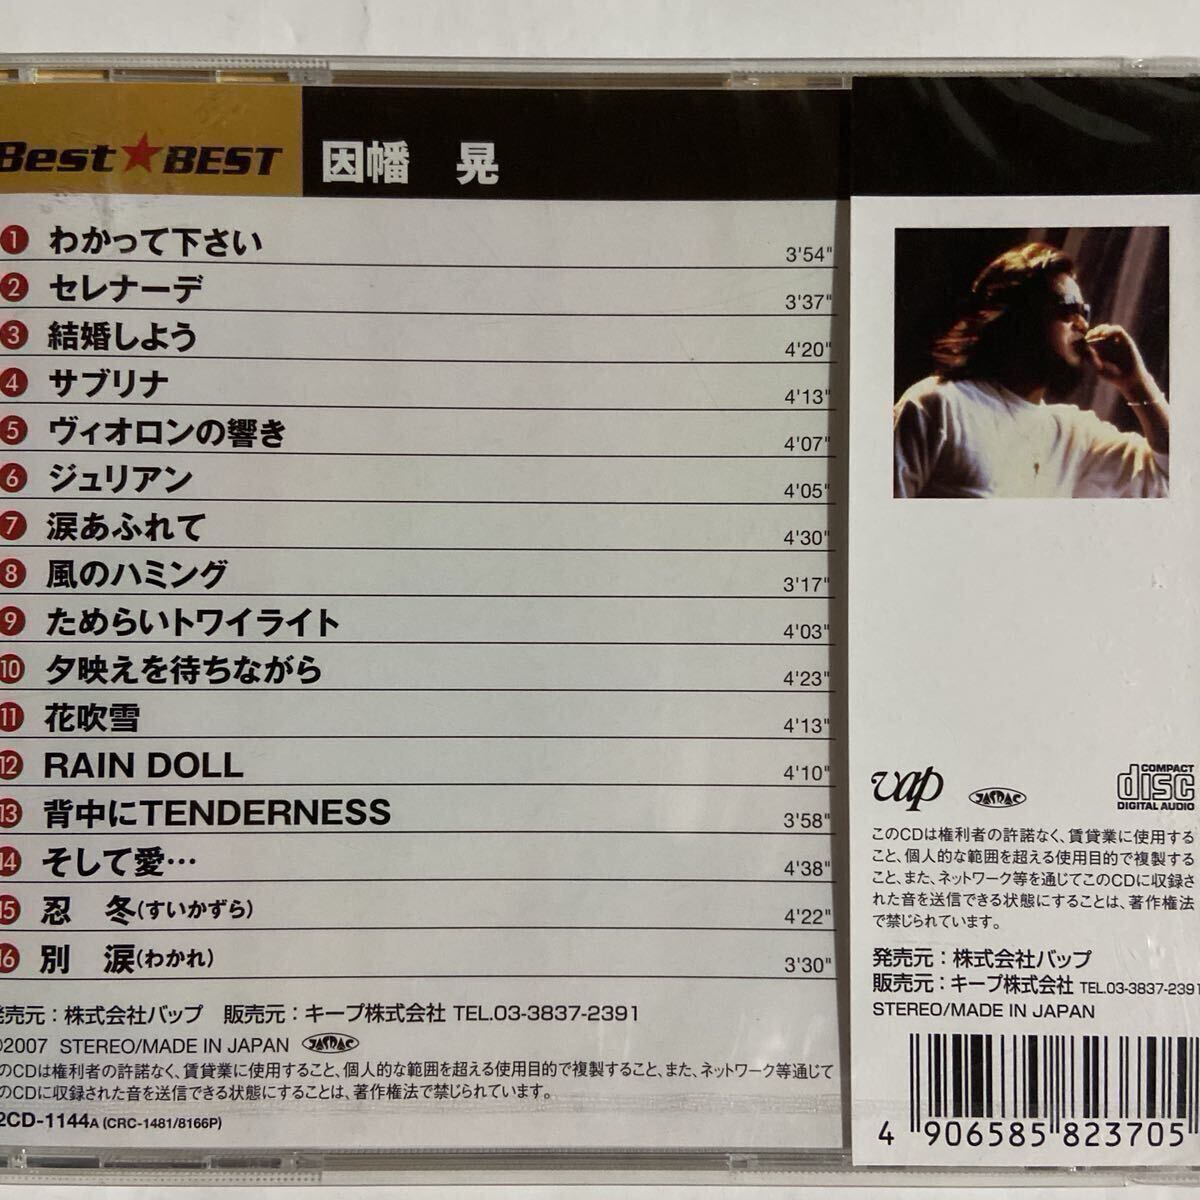 Best★BEST 因幡 晃
1 わかって下さい 3'54"
2 セレナーデ 3'37"
3 結婚しよう 4'20"
4 サブリナ 4'13"
5 ヴィオロンの響き 4'07"
6 ジュリアン 4'05"
7 涙あふれて 4'30"
8 風のハミング 3'17"
9 ためらいトワイライト 4'03"
10 夕映えを待ちながら 4'23"
11 花吹雪 4'13"
12 RAIN DOLL 4'10"
13 背中にTENDERNESS 3'58"
14 そして愛… 4'38"
15 忍 冬(すいかずら) 4'22"
16 別 涙(わかれ) 3'30"
発売元:株式会社バップ 販売元:キープ株式会社 TEL.03-3837-2391
©2007 STEREO/MADE IN JAPAN JASRAC
このCDは権利者の許諾なく、賃貸業に使用すること、個人的な範囲を超える使用目的で複製すること、また、ネットワーク等通じて
このCDに収録された音を送信できる状態にすることは、著作権法で禁じられています。
2CD-1144A (CRC-1481/8166P)
vap JASRAC COMPACT disc DIGITAL AUDIO
このCDは権利者の許諾なく、賃貸業に使用する
こと、個人的な範囲を超える使用目的で複製する
こと、また、ネットワーク等を通じてこのCDに収録さ
れた音を送信できる状態にすることは、著作権法
で禁じられています。
発売元:株式会社バップ
販売元:キープ株式会社 TEL.03-3837-2391
STEREO/MADE IN JAPAN
4 906585 823705